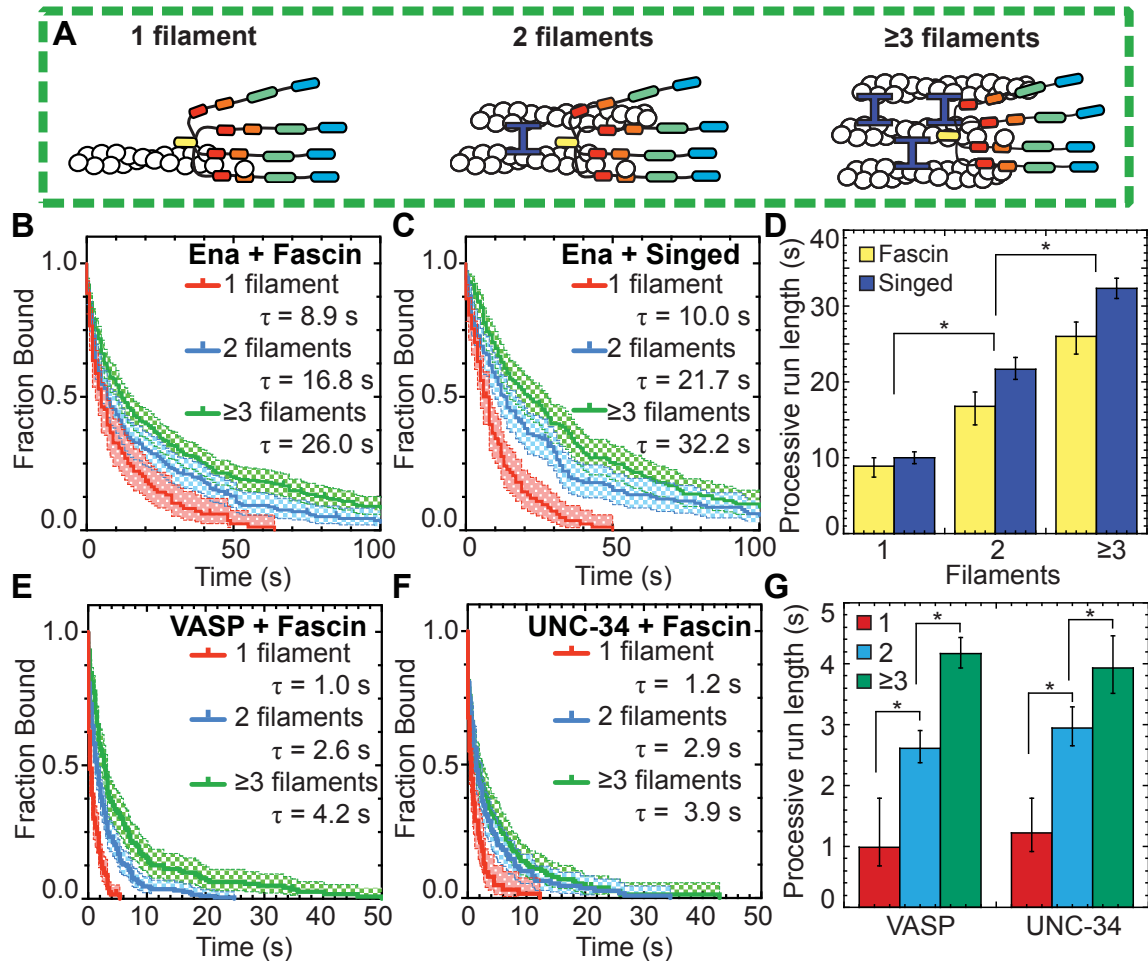 A
1 filament
2 filaments
≥3 filaments
B
Ena + Fascin
1 filament
τ = 8.9 s
2 filaments
τ = 16.8 s
≥3 filaments
τ = 26.0 s
Fraction Bound
1.0
0.5
0.0
0
50
100
Time (s)
C
Ena + Singed
1 filament
τ = 10.0 s
2 filaments
τ = 21.7 s
≥3 filaments
τ = 32.2 s
Fraction Bound
1.0
0.5
0.0
0
50
100
Time (s)
D
Processive run length (s)
40
30
20
10
0
Fascin
Singed
*
*
1
2
≥3
Filaments
E
VASP + Fascin
1 filament
τ = 1.0 s
2 filaments
τ = 2.6 s
≥3 filaments
τ = 4.2 s
Fraction Bound
1.0
0.5
0.0
0
10
20
30
40
50
Time (s)
F
UNC-34 + Fascin
1 filament
τ = 1.2 s
2 filaments
τ = 2.9 s
≥3 filaments
τ = 3.9 s
Fraction Bound
1.0
0.5
0.0
0
10
20
30
40
50
Time (s)
G
Processive run length (s)
5
4
3
2
1
0
1
2
≥3
*
*
*
*
VASP
UNC-34